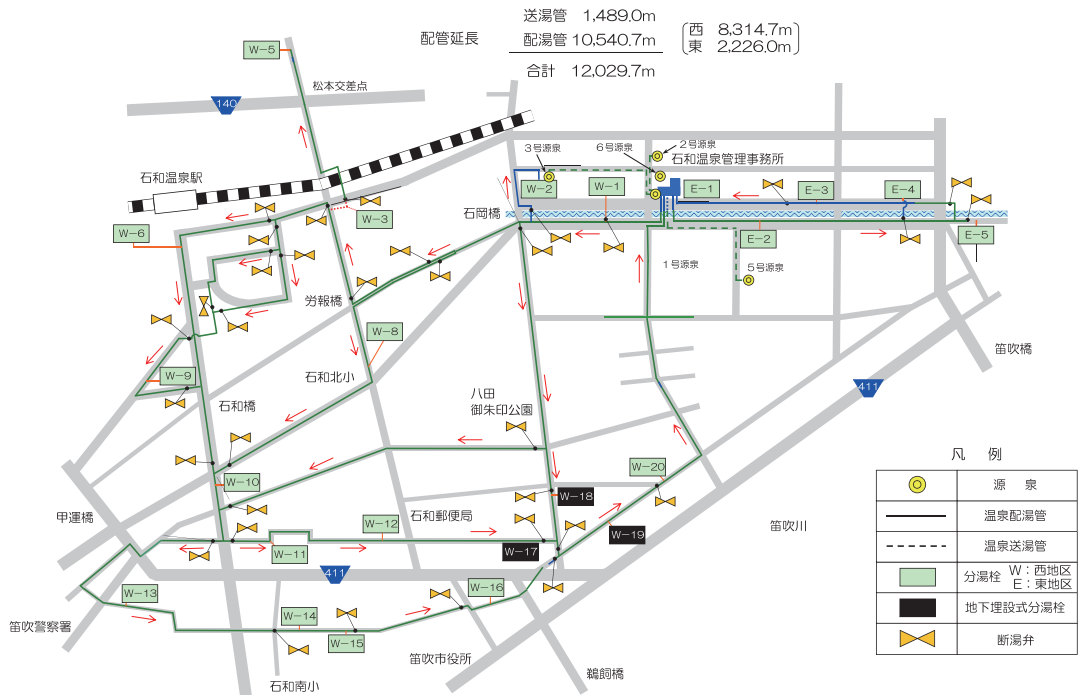 送湯管 1,489.0m
配管延長
配湯管 10,540.7m
西 8,314.7m
東 2,226.0m
合計 12,029.7m
W-5
松本交差点
140
石和温泉駅
3号源泉
6号源泉
2号源泉
石和温泉管理事務所
W-2
W-1
E-1
E-3
E-4
W-3
石岡橋
W-6
E-2
E-5
1号源泉
5号源泉
労報橋
W-8
笛吹橋
石和北小
W-9
411
石和橋
八田
御朱印公園
W-10
W-20
W-18
甲運橋
石和郵便局
W-12
笛吹川
W-19
W-11
W-17
411
W-13
W-16
W-14
笛吹警察署
W-15
笛吹市役所
石和南小
鵜飼橋
凡 例
源 泉
温泉配湯管
温泉送湯管
分湯栓 W：西地区
E：東地区
地下埋設式分湯栓
断湯弁